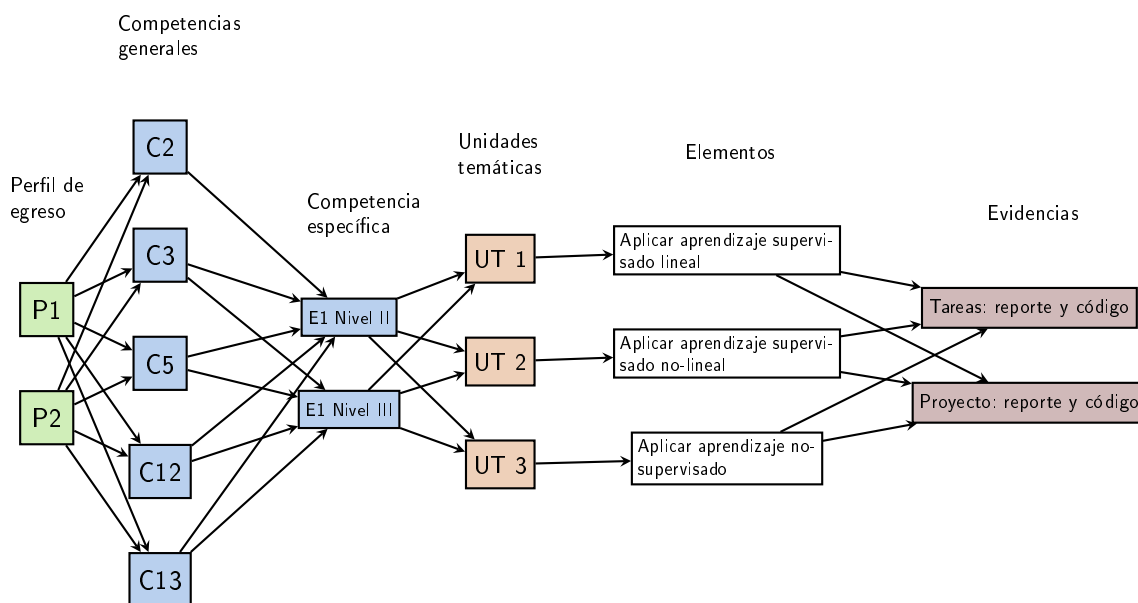 Competencias
generales
Perfil de
egreso
Competencia
específica
Unidades
temáticas
Elementos
Evidencias
P1
P2
C2
C3
C5
C12
C13
E1 Nivel II
E1 Nivel III
UT 1
UT 2
UT 3
Aplicar aprendizaje supervi-
sado lineal
Aplicar aprendizaje supervi-
sado no-lineal
Aplicar aprendizaje no-
supervisado
Tareas: reporte y código
Proyecto: reporte y código